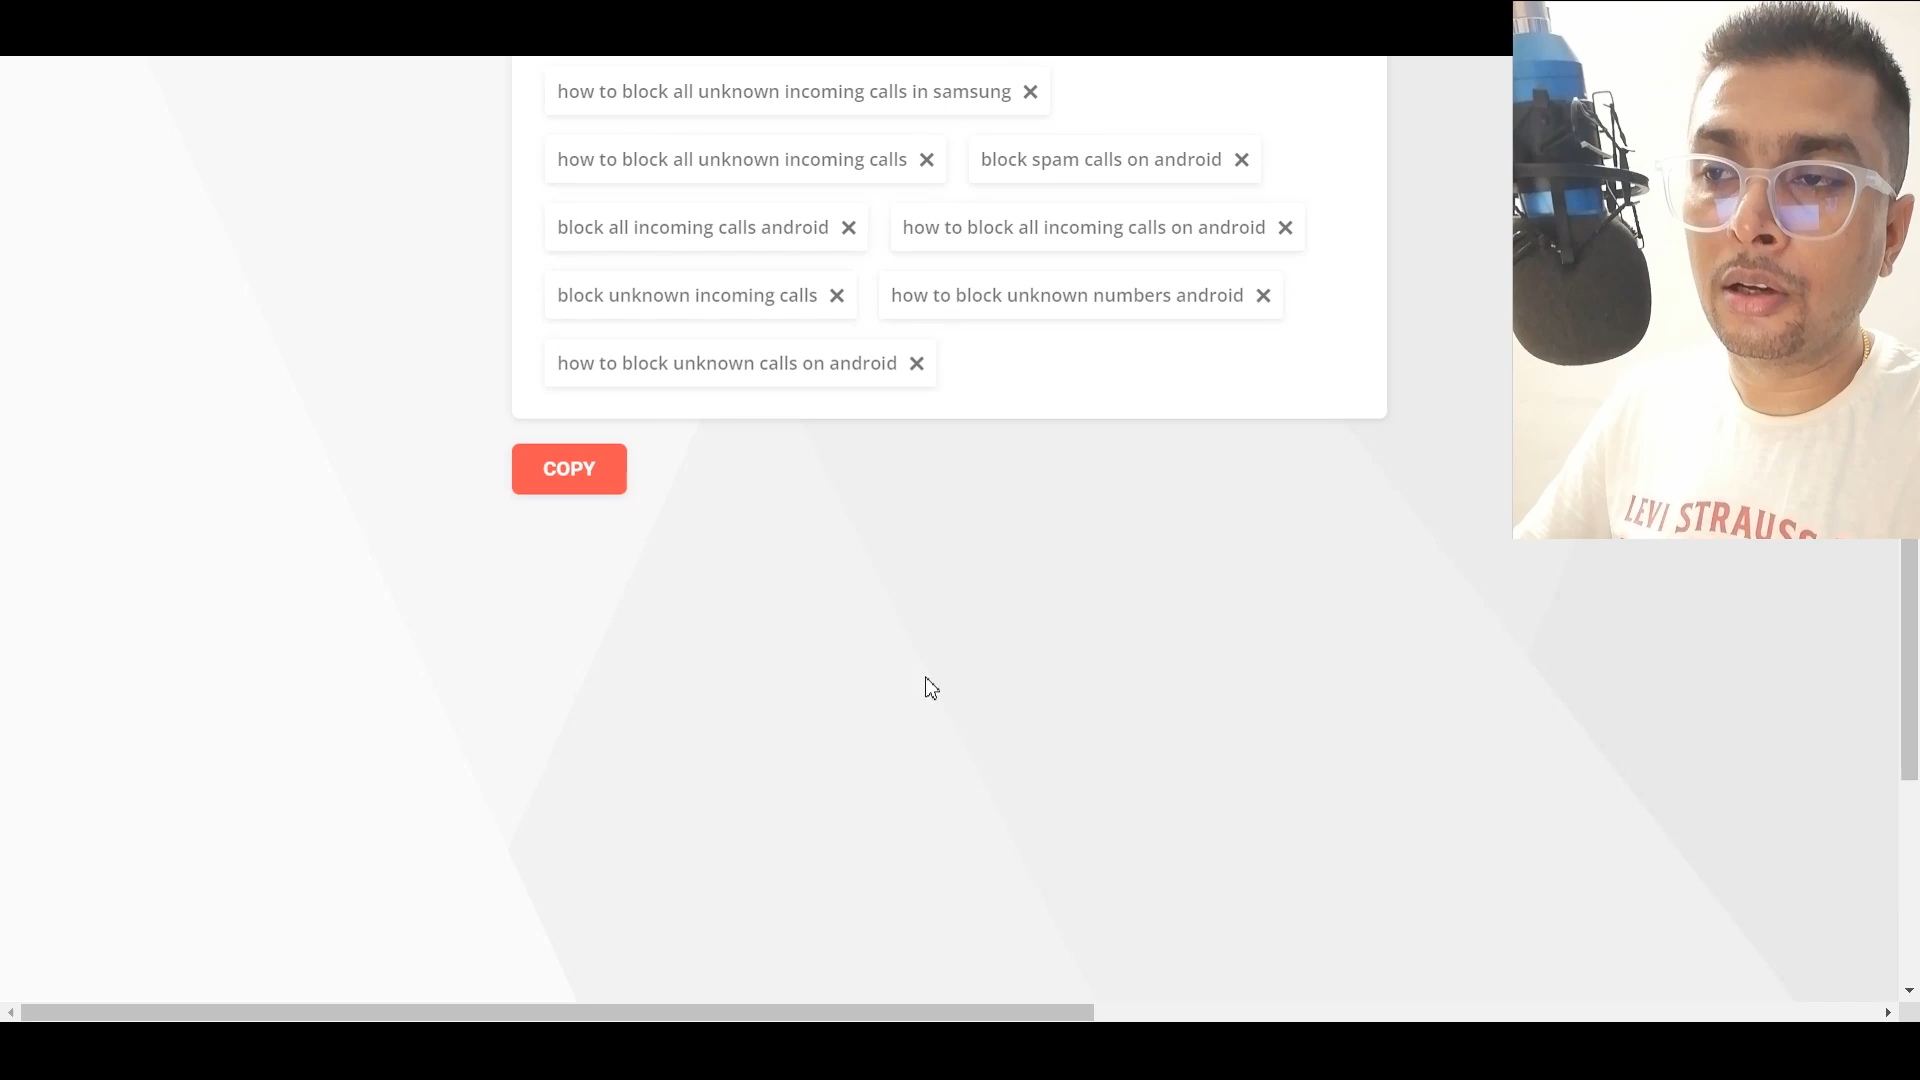 how to block all unknown incoming calls in samsung ×
how to block all unknown incoming calls × block spam calls on android ×
block all incoming calls android × how to block all incoming calls on android ×
block unknown incoming calls × how to block unknown numbers android ×
how to block unknown calls on android ×
COPY
LEVI STRAUSS